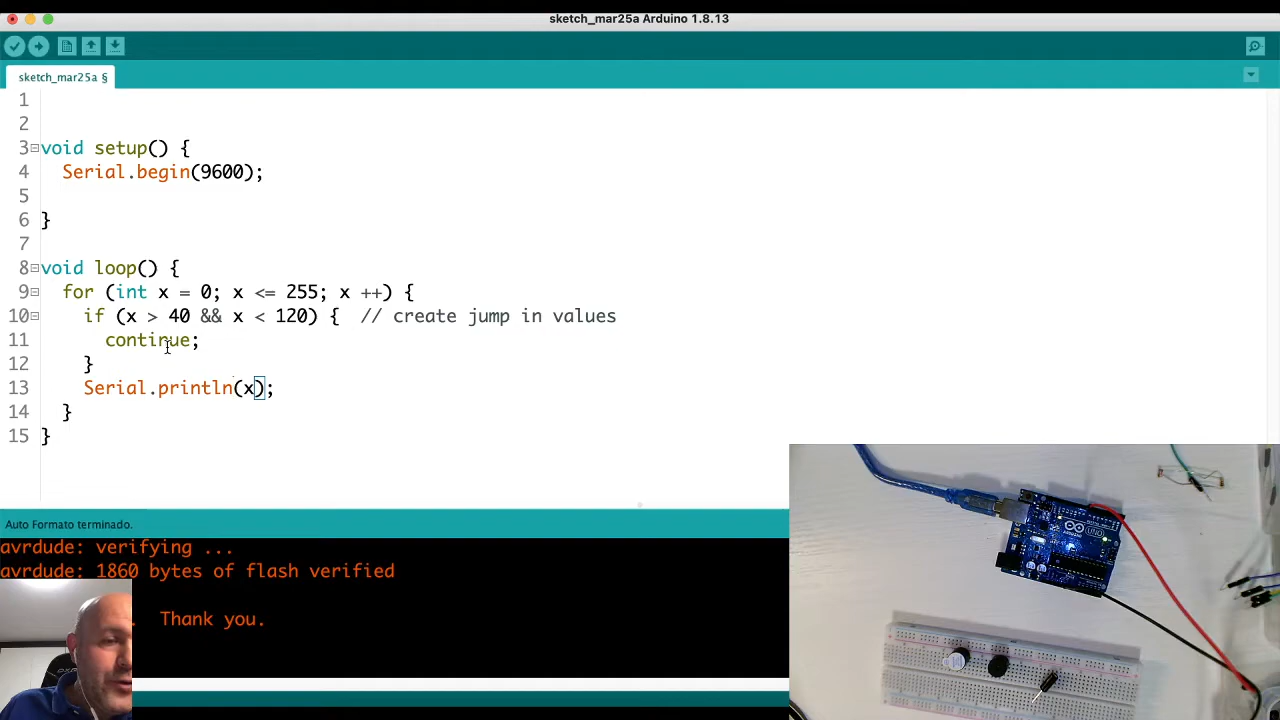 sketch_mar25a Arduino 1.8.13
sketch_mar25a §
1
2
3 void setup() {
4 Serial.begin(9600);
5
6 }
7
8 void loop() {
9 for (int x = 0; x <= 255; x ++) {
10 if (x > 40 && x < 120) { // create jump in values
11 continue;
12 }
13 Serial.println(x);
14 }
15 }
Auto Formato terminado.
avrdude: verifying ...
avrdude: 1860 bytes of flash verified
. Thank you.
UNO